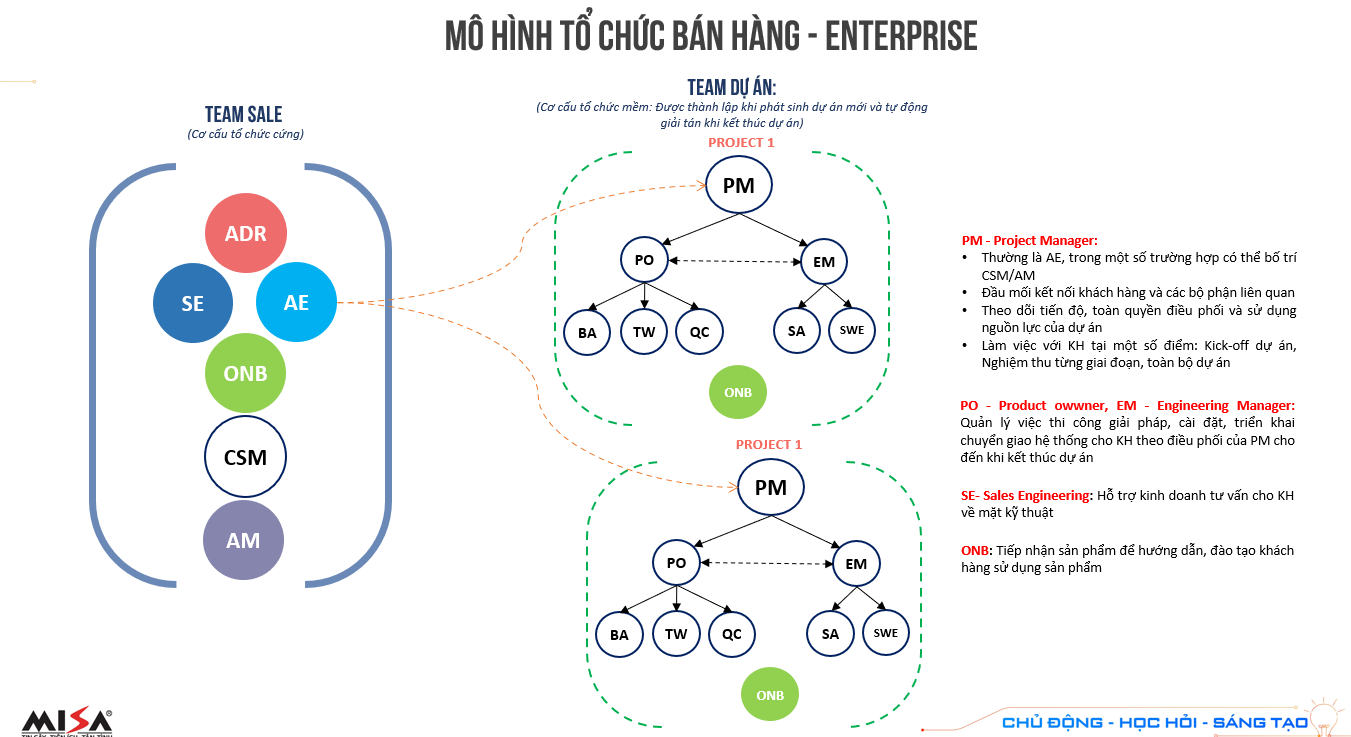 MÔ HÌNH TỔ CHỨC BÁN HÀNG - ENTERPRISE
TEAM SALE
(Cơ cấu tổ chức cứng)
ADR
SE
AE
ONB
CSM
AM
TEAM DỰ ÁN:
(Cơ cấu tổ chức mềm: Được thành lập khi phát sinh dự án mới và tự động
giải tán khi kết thúc dự án)
PROJECT 1
PM
PO
EM
BA
TW
QC
SA
SWE
ONB
PROJECT 1
PM
PO
EM
BA
TW
QC
SA
SWE
ONB
PM - Project Manager:
• Thường là AE, trong một số trường hợp có thể bố trí
CSM/AM
• Đầu mối kết nối khách hàng và các bộ phận liên quan
• Theo dõi tiến độ, toàn quyền điều phối và sử dụng
nguồn lực của dự án
• Làm việc với KH tại một số điểm: Kick-off dự án,
Nghiệm thu từng giai đoạn, toàn bộ dự án
PO - Product owwner, EM - Engineering Manager:
Quản lý việc thi công giải pháp, cài đặt, triển khai
chuyển giao hệ thống cho KH theo điều phối của PM cho
đến khi kết thúc dự án
SE- Sales Engineering: Hỗ trợ kinh doanh tư vấn cho KH
về mặt kỹ thuật
ONB: Tiếp nhận sản phẩm để hướng dẫn, đào tạo khách
hàng sử dụng sản phẩm
MISA®
TIN CẬY, TIỆN ÍCH, TẬN TÌNH
CHỦ ĐỘNG - HỌC HỎI - SÁNG TẠO